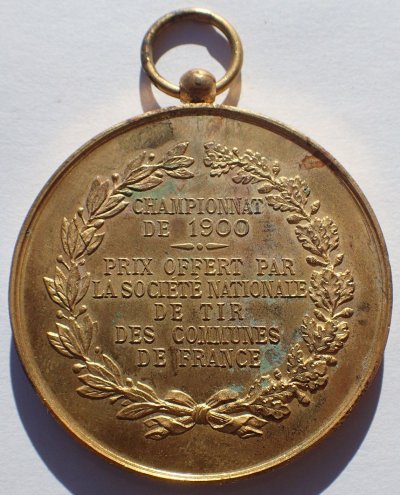 CHAMPIONNAT
DE 1900
PRIX OFFERT PAR
LA SOCIÉTÉ NATIONALE
DE TIR
DES COMMUNES
DE FRANCE